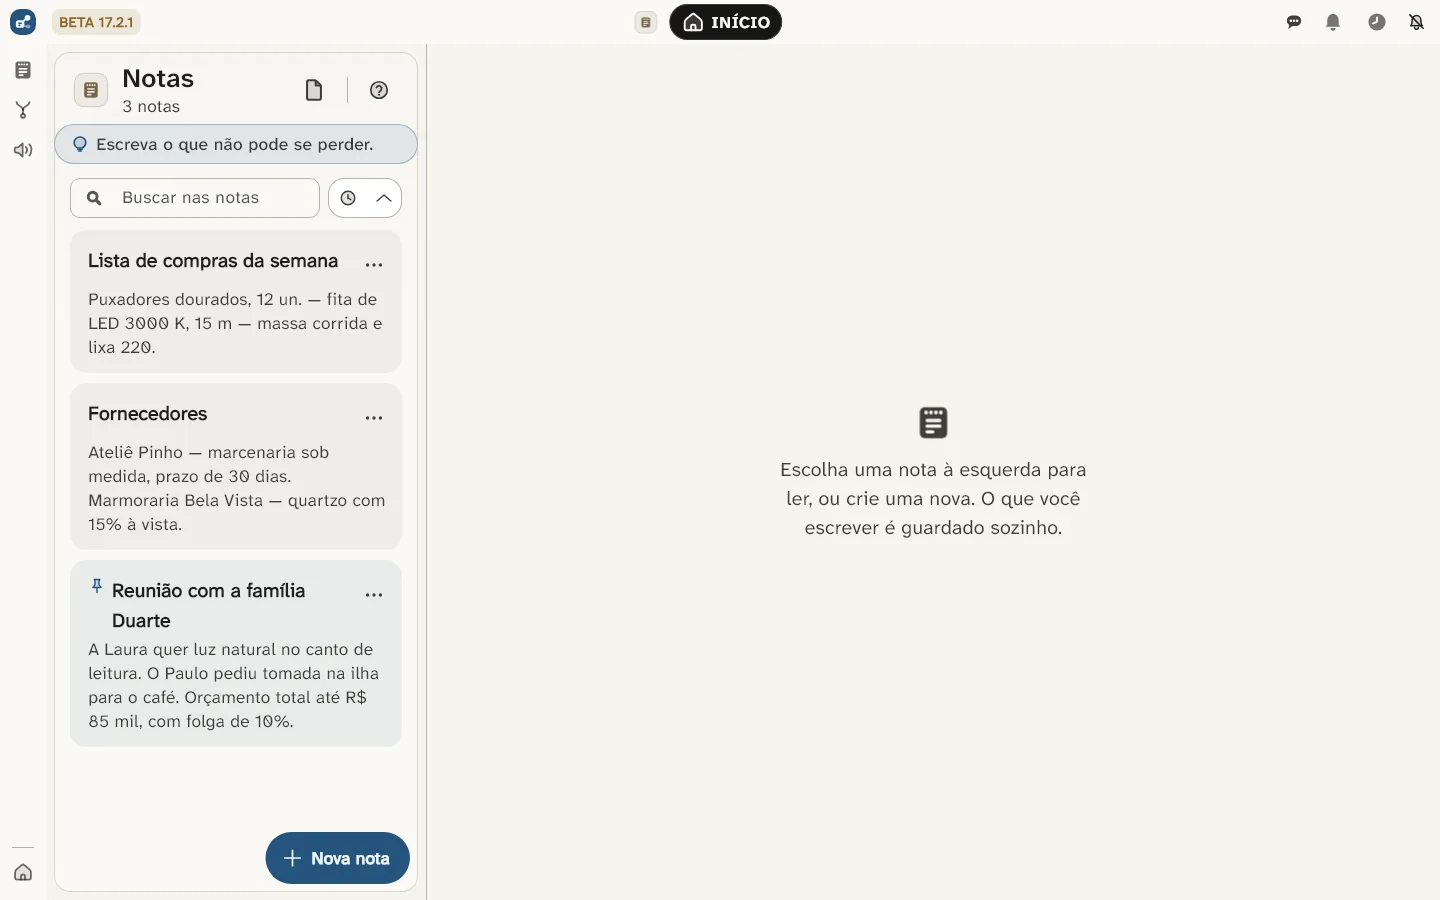 BETA 17.2.1
INÍCIO
Notas
3 notas
Escreva o que não pode se perder.
Buscar nas notas
Lista de compras da semana
Puxadores dourados, 12 un. — fita de
LED 3000 K, 15 m — massa corrida e
lixa 220.
Fornecedores
Ateliê Pinho — marcenaria sob
medida, prazo de 30 dias.
Marmoraria Bela Vista — quartzo com
15% à vista.
Reunião com a família
Duarte
A Laura quer luz natural no canto de
leitura. O Paulo pediu tomada na ilha
para o café. Orçamento total até R$
85 mil, com folga de 10%.
Nova nota
Escolha uma nota à esquerda para
ler, ou crie uma nova. O que você
escrever é guardado sozinho.